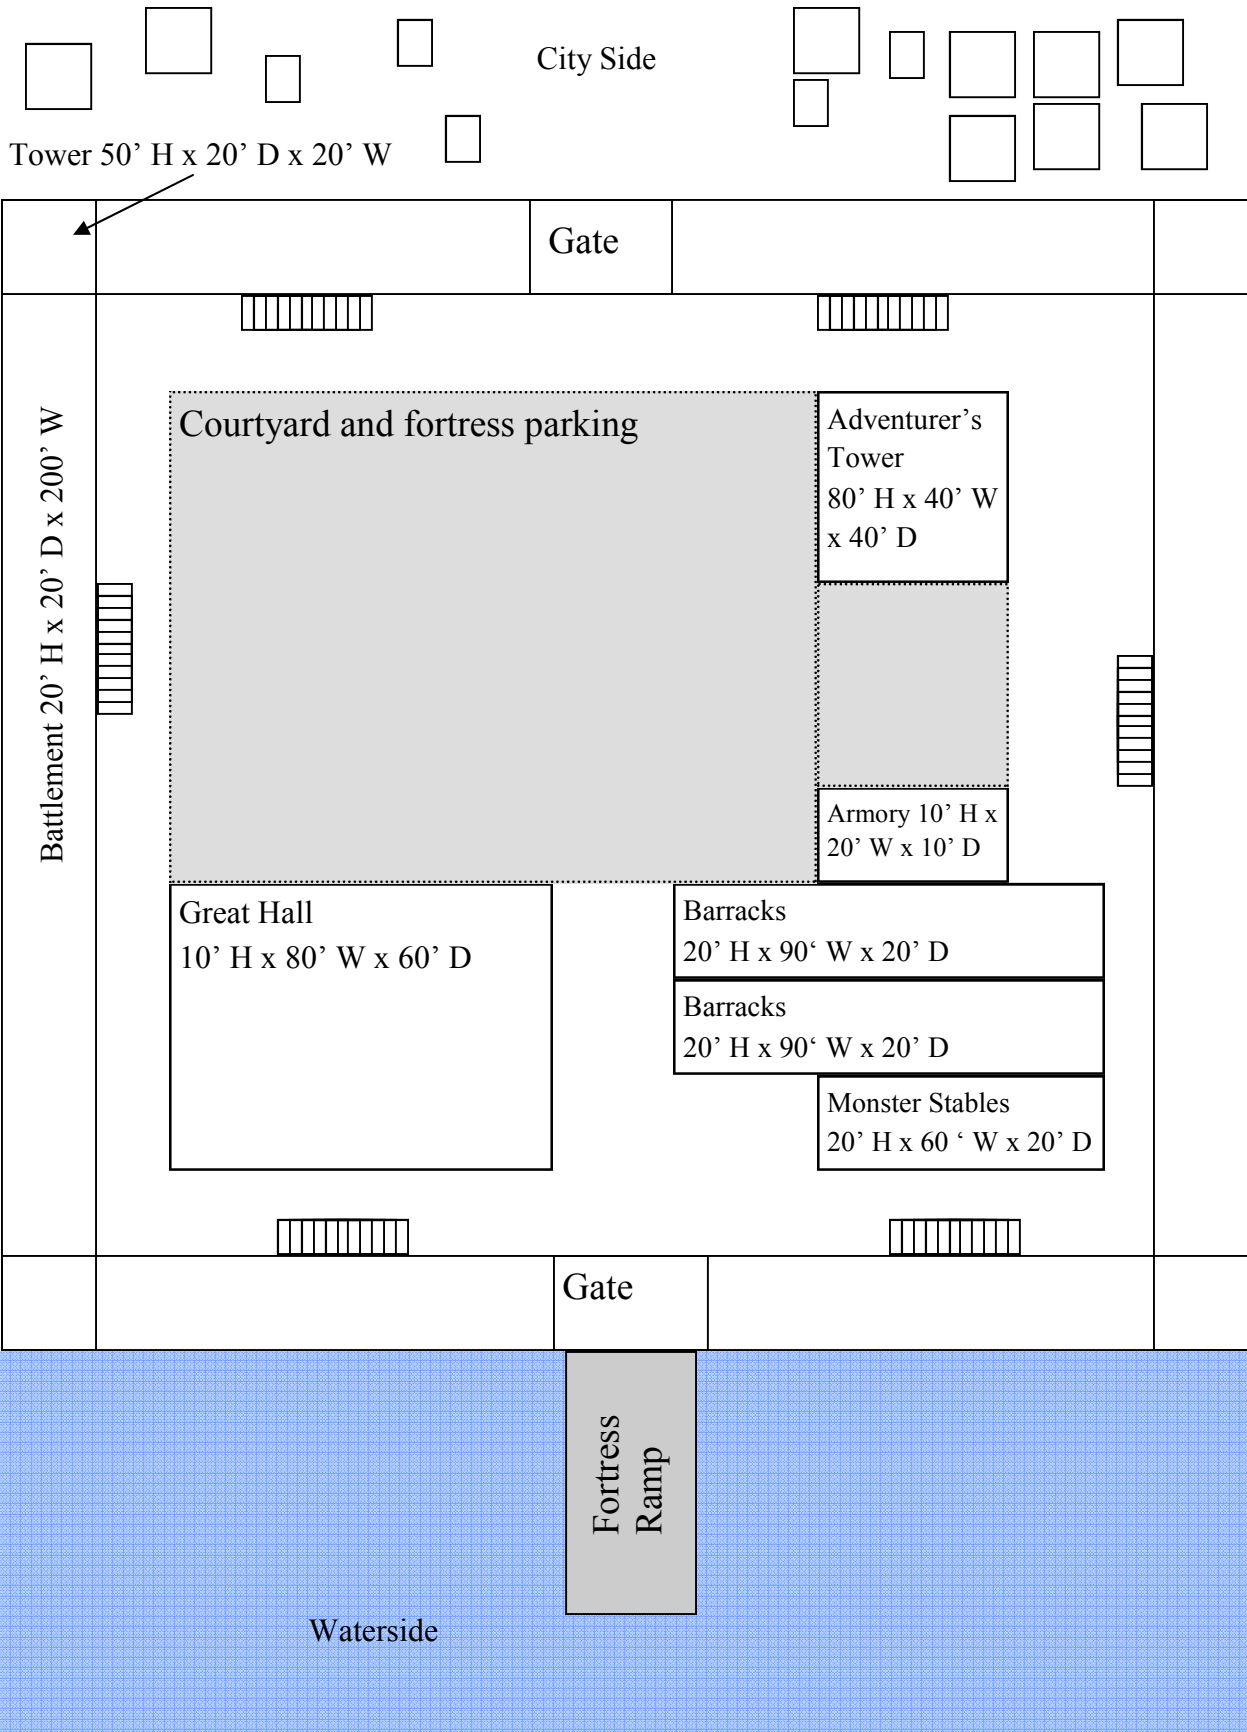 City Side
Tower 50’ H x 20’ D x 20’ W
Gate
Battlement 20’ H x 20’ D x 200’ W
Courtyard and fortress parking
Adventurer’s
Tower
80’ H x 40’ W
x 40’ D
Armory 10’ H x
20’ W x 10’ D
Great Hall
10’ H x 80’ W x 60’ D
Barracks
20’ H x 90‘ W x 20’ D
Barracks
20’ H x 90‘ W x 20’ D
Monster Stables
20’ H x 60 ‘ W x 20’ D
Gate
Fortress
Ramp
Waterside